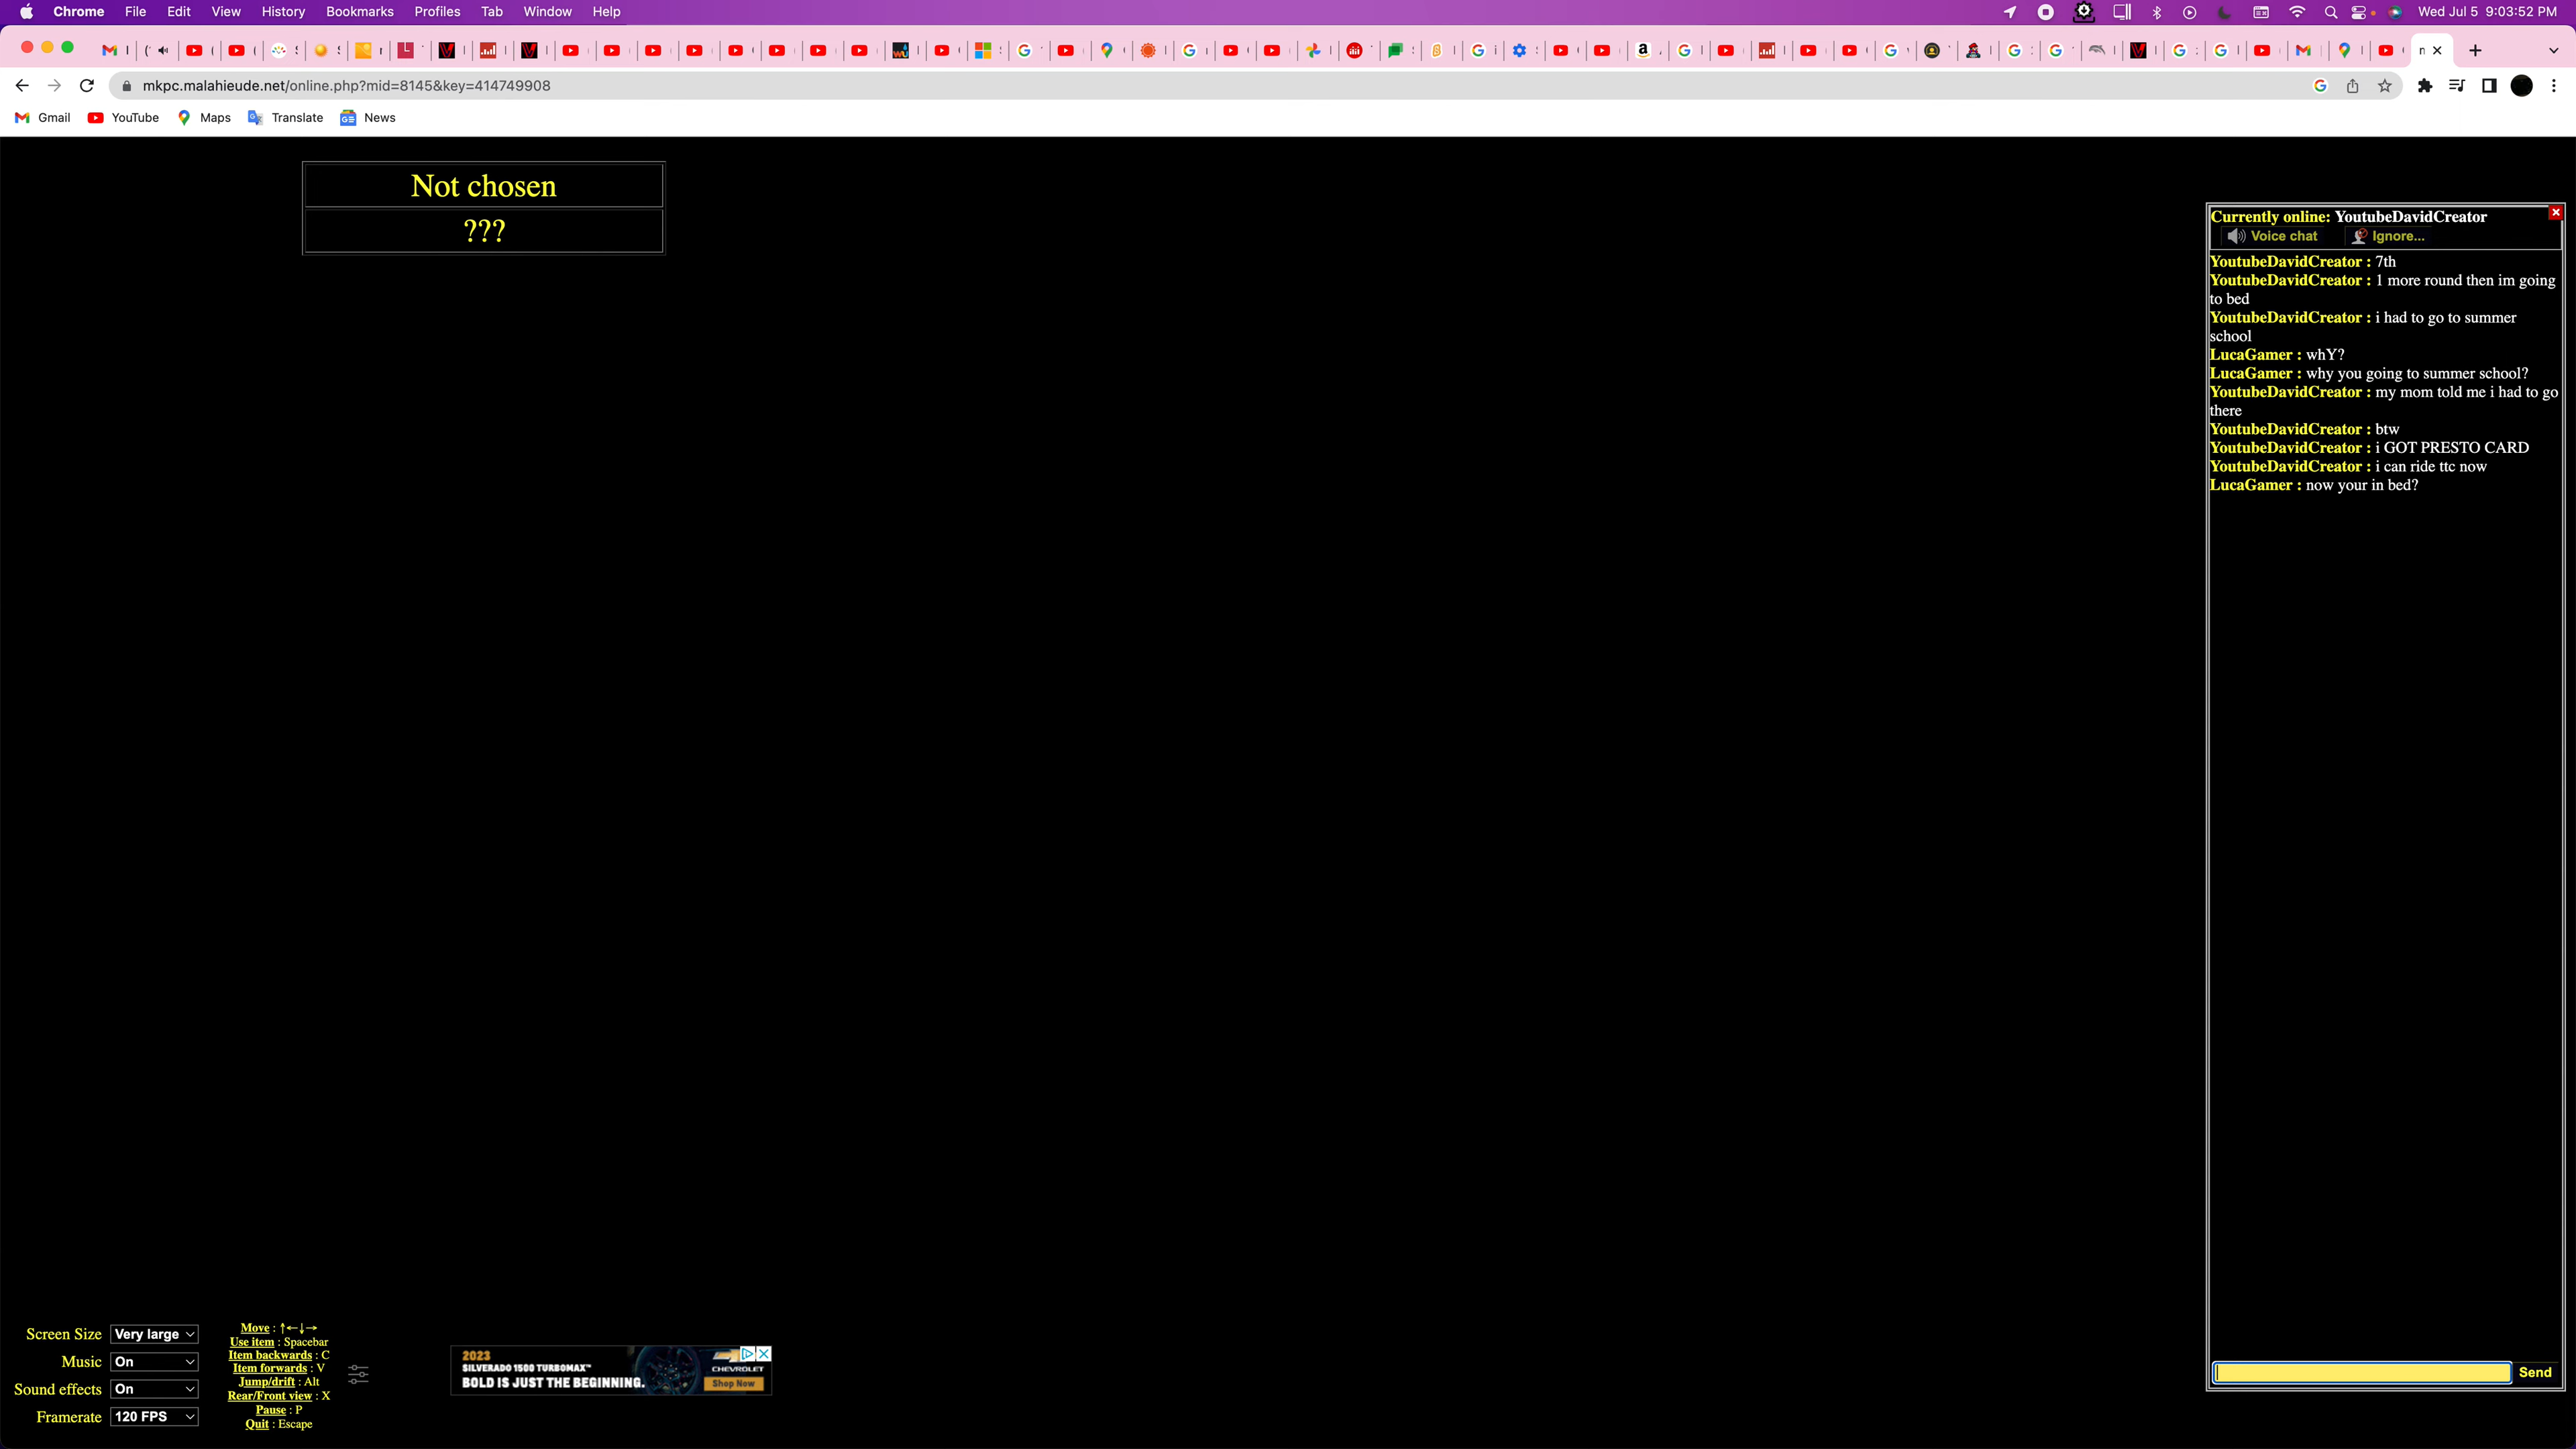 Chrome File Edit View History Bookmarks Profiles Tab Window Help Wed Jul 5 9:03:52 PM
mkpc.malahieude.net/online.php?mid=8145&key=414749908
Gmail YouTube Maps Translate News
Not chosen
???
Currently online: YoutubeDavidCreator
Voice chat Ignore...
YoutubeDavidCreator : 7th
YoutubeDavidCreator : 1 more round then im going
to bed
YoutubeDavidCreator : i had to go to summer
school
LucaGamer : whY?
LucaGamer : why you going to summer school?
YoutubeDavidCreator : my mom told me i had to go
there
YoutubeDavidCreator : btw
YoutubeDavidCreator : i GOT PRESTO CARD
YoutubeDavidCreator : i can ride ttc now
LucaGamer : now your in bed?
Send
Screen Size Very large
Music On
Sound effects On
Framerate 120 FPS
Move : ↑←↓→
Use item : Spacebar
Item backwards : C
Item forwards : V
Jump/drift : Alt
Rear/Front view : X
Pause : P
Quit : Escape
2023
SILVERADO 1500 TURBOMAX™
BOLD IS JUST THE BEGINNING.
CHEVROLET
Shop Now